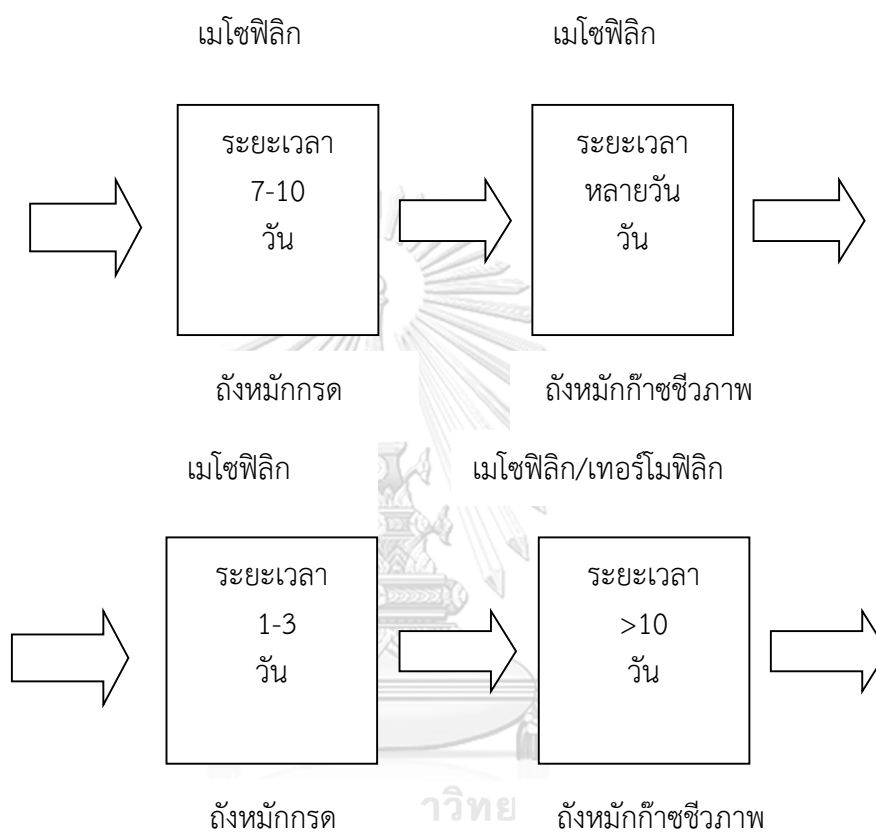 เมโซฟิลิก เมโซฟิลิก
ระยะเวลา
7-10
วัน
ระยะเวลา
หลายวัน
วัน
ถังหมักกรด ถังหมักก๊าซชีวภาพ
เมโซฟิลิก เมโซฟิลิก/เทอร์โมฟิลิก
ระยะเวลา
1-3
วัน
ระยะเวลา
>10
วัน
ถังหมักกรด ถังหมักก๊าซชีวภาพ